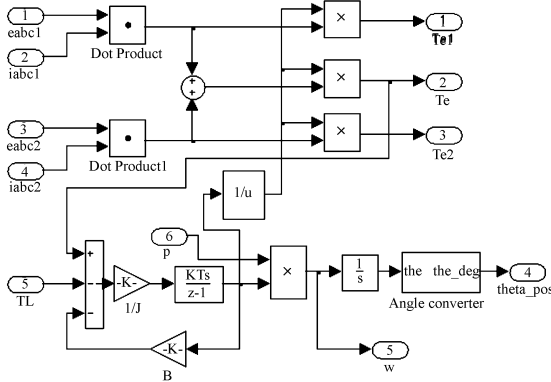 1
eabc1
2
iabc1
Dot Product
×
1
Te1
+
+
×
2
Te
3
eabc2
4
iabc2
Dot Product1
×
3
Te2
1/u
6
p
5
TL
+
-
-
-K-
1/J
KTs
z-1
×
1
s
the the_deg
Angle converter
4
theta_pos
-K-
B
5
w